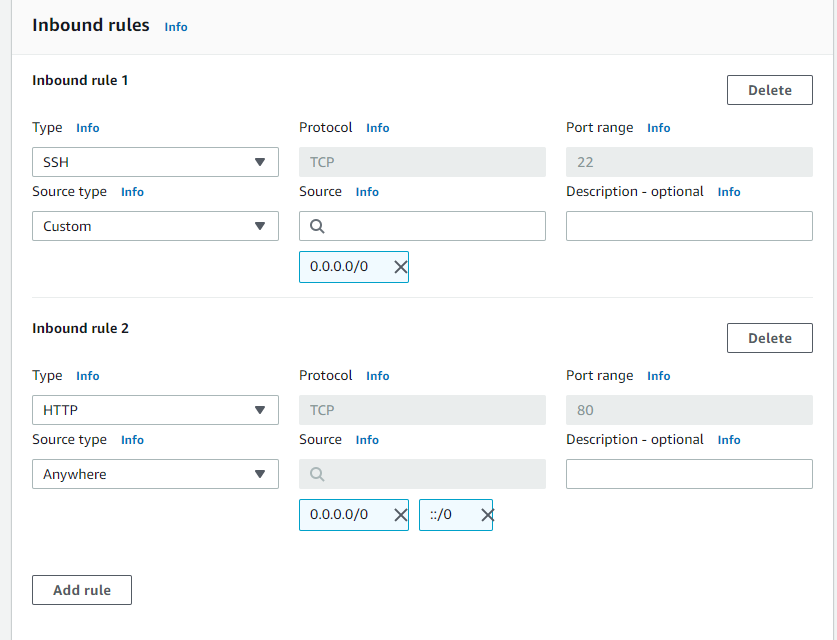 Inbound rules Info
Inbound rule 1
Delete
Type Info Protocol Info Port range Info
SSH TCP 22
Source type Info Source Info Description - optional Info
Custom
0.0.0.0/0
Inbound rule 2
Delete
Type Info Protocol Info Port range Info
HTTP TCP 80
Source type Info Source Info Description - optional Info
Anywhere
0.0.0.0/0 ::/0
Add rule